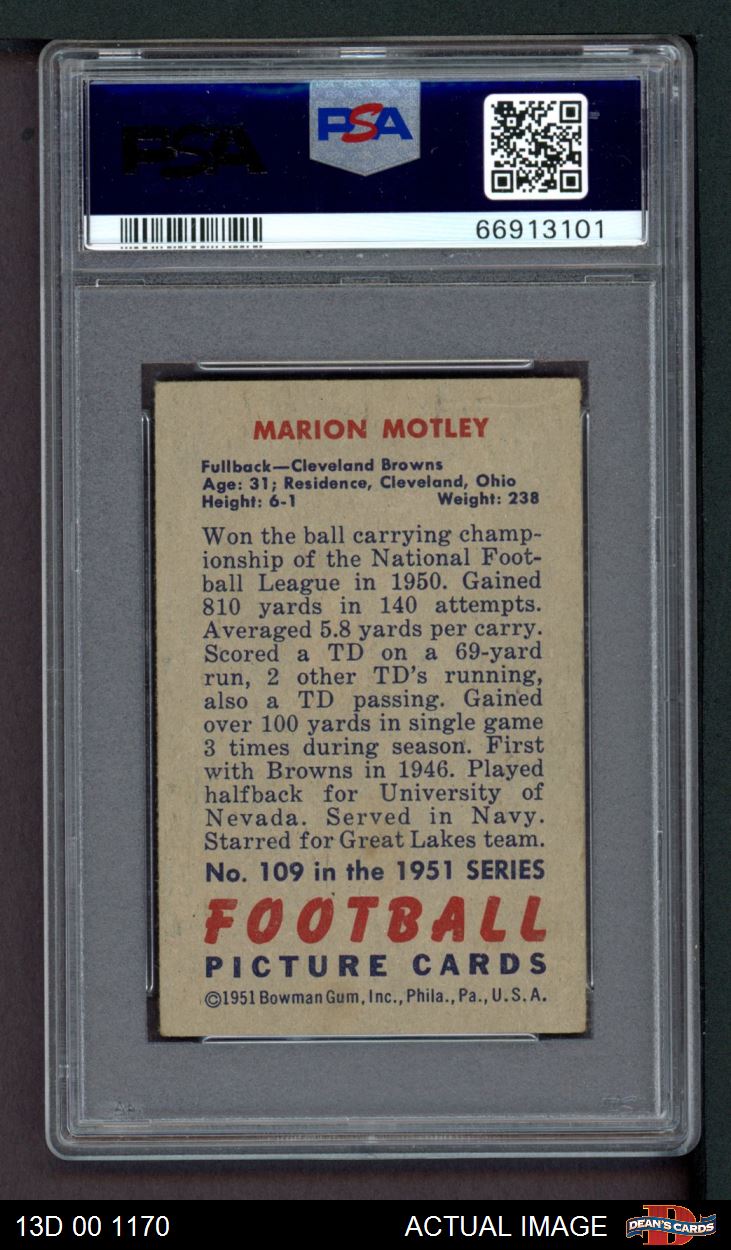 PSA
PSA
66913101
MARION MOTLEY
Fullback—Cleveland Browns
Age: 31; Residence, Cleveland, Ohio
Height: 6-1 Weight: 238
Won the ball carrying champ-
ionship of the National Foot-
ball League in 1950. Gained
810 yards in 140 attempts.
Averaged 5.8 yards per carry.
Scored a TD on a 69-yard
run, 2 other TD's running,
also a TD passing. Gained
over 100 yards in single game
3 times during season. First
with Browns in 1946. Played
halfback for University of
Nevada. Served in Navy.
Starred for Great Lakes team.
No. 109 in the 1951 SERIES
FOOTBALL
PICTURE CARDS
©1951 Bowman Gum, Inc., Phila., Pa., U.S.A.
13D 00 1170 ACTUAL IMAGE DEAN'S CARDS